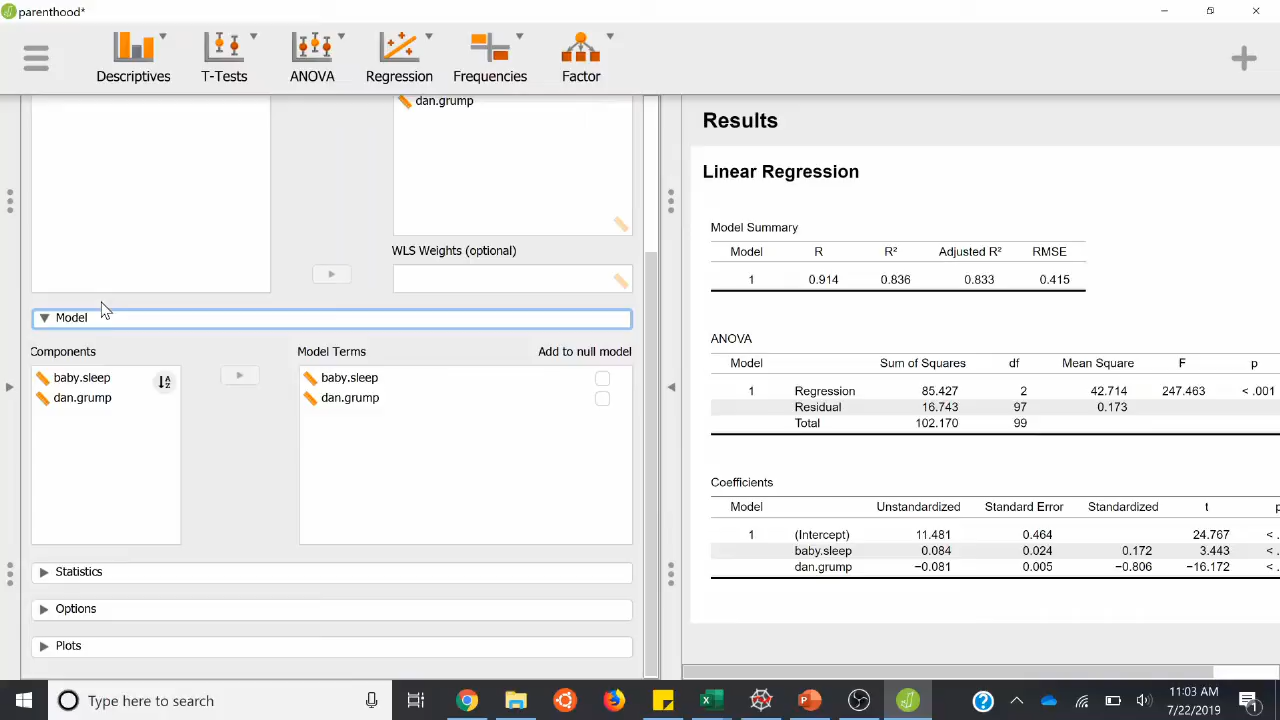 parenthood*
Descriptives T-Tests ANOVA Regression Frequencies Factor
dan.grump
WLS Weights (optional)
Model
Components Model Terms Add to null model
baby.sleep baby.sleep
dan.grump dan.grump
Statistics
Options
Plots
Results
Linear Regression
Model Summary
Model R R² Adjusted R² RMSE
1 0.914 0.836 0.833 0.415
ANOVA
Model Sum of Squares df Mean Square F p
1 Regression 85.427 2 42.714 247.463 < .001
Residual 16.743 97 0.173
Total 102.170 99
Coefficients
Model Unstandardized Standard Error Standardized t p
1 (Intercept) 11.481 0.464 24.767 < .
baby.sleep 0.084 0.024 0.172 3.443 < .
dan.grump −0.081 0.005 −0.806 −16.172 < .
Type here to search
11:03 AM
7/22/2019
1